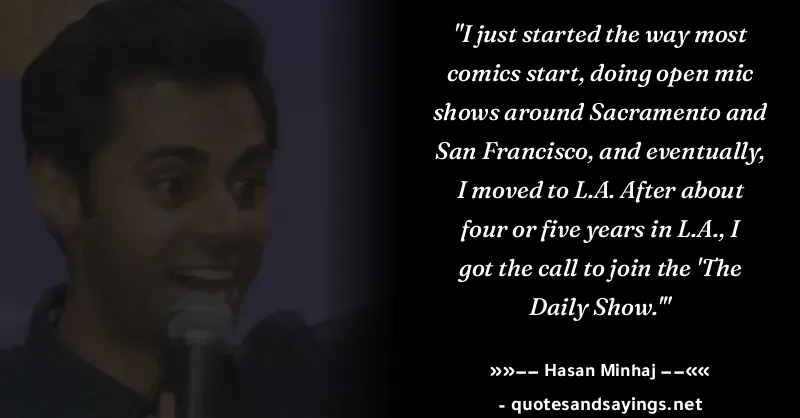 "I just started the way most
comics start, doing open mic
shows around Sacramento and
San Francisco, and eventually,
I moved to L.A. After about
four or five years in L.A., I
got the call to join the 'The
Daily Show.'"
»»−− Hasan Minhaj −−««
- quotesandsayings.net